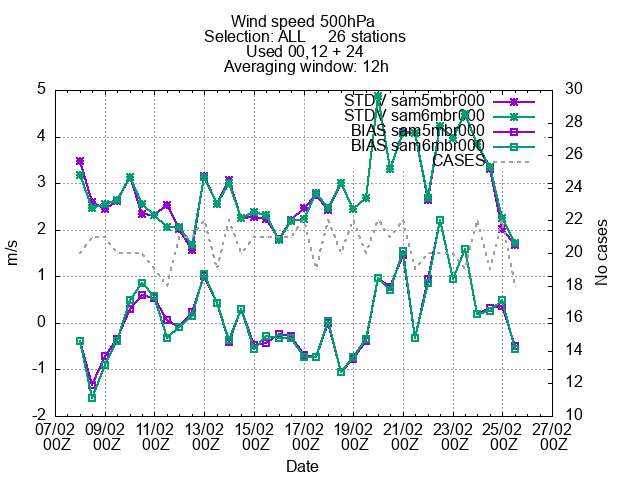 Wind speed 500hPa
Selection: ALL 26 stations
Used 00,12 + 24
Averaging window: 12h
STDV sam5mbr000
STDV sam6mbr000
BIAS sam5mbr000
BIAS sam6mbr000
CASES
5
4
3
2
1
0
-1
-2
m/s
30
28
26
24
22
20
18
16
14
12
10
No cases
07/02 09/02 11/02 13/02 15/02 17/02 19/02 21/02 23/02 25/02 27/02
00Z 00Z 00Z 00Z 00Z 00Z 00Z 00Z 00Z 00Z 00Z
Date